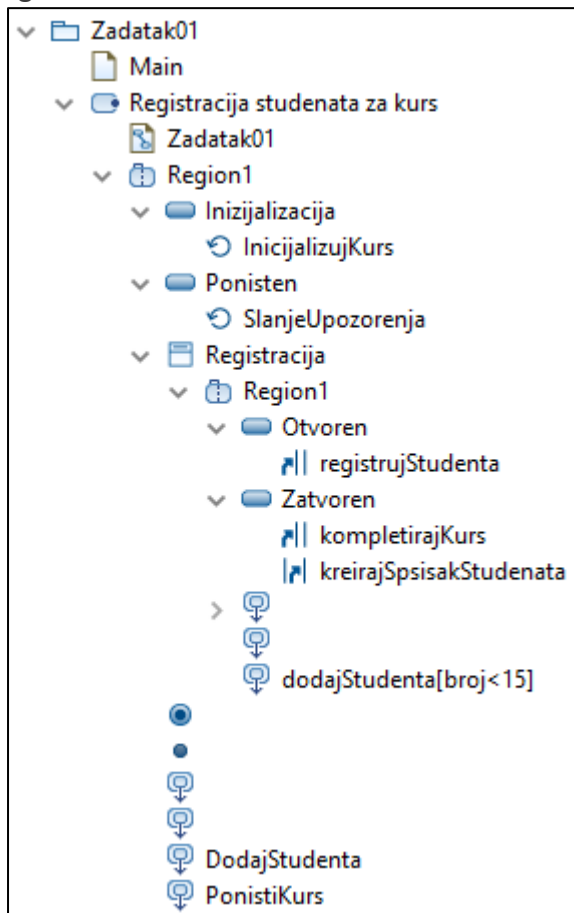 Zadatak01
Main
Registracija studenata za kurs
Zadatak01
Region1
Inizijalizacija
InicijalizujKurs
Ponisten
SlanjeUpozorenja
Registracija
Region1
Otvoren
registrujStudenta
Zatvoren
kompletirajKurs
kreirajSpsisakStudenata
dodajStudenta[broj<15]
DodajStudenta
PonistiKurs